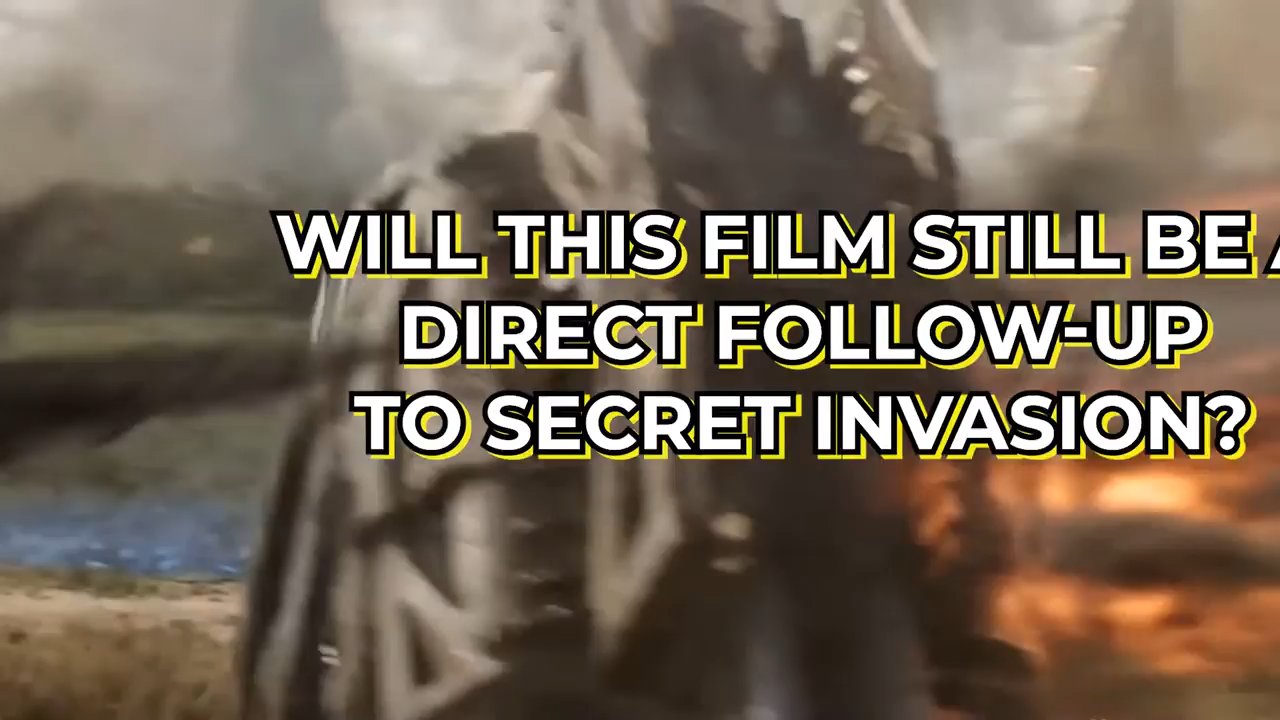 WILL THIS FILM STILL BE A
DIRECT FOLLOW-UP
TO SECRET INVASION?